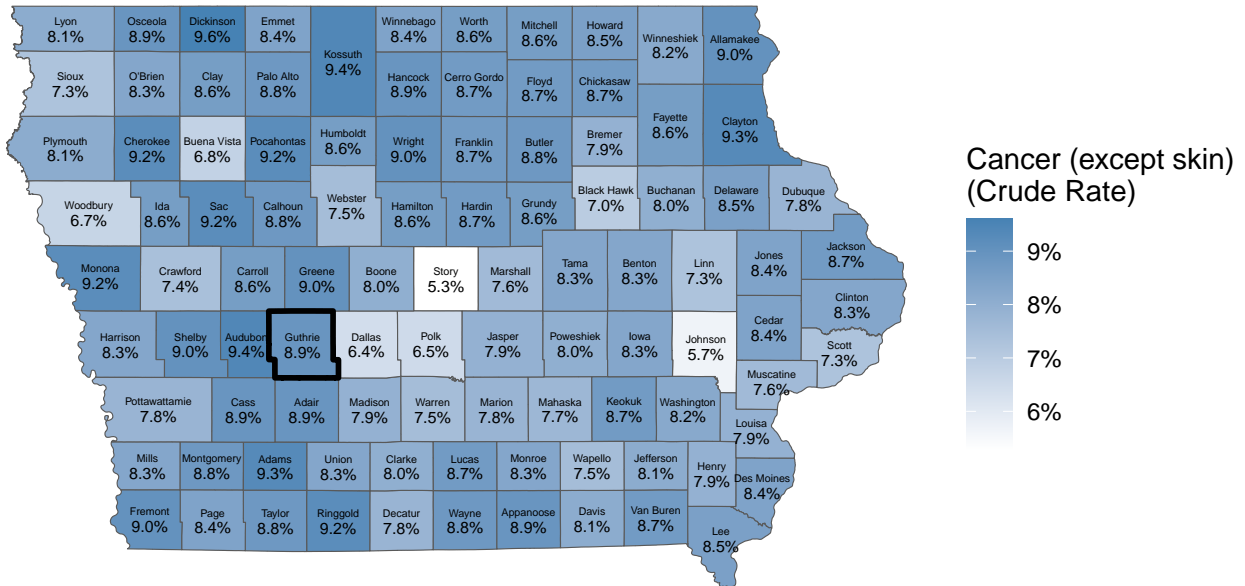 Lyon
8.1%
Osceola
8.9%
Dickinson
9.6%
Emmet
8.4%
Kossuth
9.4%
Winnebago
8.4%
Worth
8.6%
Mitchell
8.6%
Howard
8.5%
Winneshiek
8.2%
Allamakee
9.0%
Sioux
7.3%
O'Brien
8.3%
Clay
8.6%
Palo Alto
8.8%
Hancock
8.9%
Cerro Gordo
8.7%
Floyd
8.7%
Chickasaw
8.7%
Fayette
8.6%
Clayton
9.3%
Plymouth
8.1%
Cherokee
9.2%
Buena Vista
6.8%
Pocahontas
9.2%
Humboldt
8.6%
Wright
9.0%
Franklin
8.7%
Butler
8.8%
Bremer
7.9%
Woodbury
6.7%
Ida
8.6%
Sac
9.2%
Calhoun
8.8%
Webster
7.5%
Hamilton
8.6%
Hardin
8.7%
Grundy
8.6%
Black Hawk
7.0%
Buchanan
8.0%
Delaware
8.5%
Dubuque
7.8%
Monona
9.2%
Crawford
7.4%
Carroll
8.6%
Greene
9.0%
Boone
8.0%
Story
5.3%
Marshall
7.6%
Tama
8.3%
Benton
8.3%
Linn
7.3%
Jones
8.4%
Jackson
8.7%
Clinton
8.3%
Harrison
8.3%
Shelby
9.0%
Audubon
9.4%
Guthrie
8.9%
Dallas
6.4%
Polk
6.5%
Jasper
7.9%
Poweshiek
8.0%
Iowa
8.3%
Johnson
5.7%
Cedar
8.4%
Scott
7.3%
Muscatine
7.6%
Pottawattamie
7.8%
Cass
8.9%
Adair
8.9%
Madison
7.9%
Warren
7.5%
Marion
7.8%
Mahaska
7.7%
Keokuk
8.7%
Washington
8.2%
Louisa
7.9%
Mills
8.3%
Montgomery
8.8%
Adams
9.3%
Union
8.3%
Clarke
8.0%
Lucas
8.7%
Monroe
8.3%
Wapello
7.5%
Jefferson
8.1%
Henry
7.9%
Des Moines
8.4%
Fremont
9.0%
Page
8.4%
Taylor
8.8%
Ringgold
9.2%
Decatur
7.8%
Wayne
8.8%
Appanoose
8.9%
Davis
8.1%
Van Buren
8.7%
Lee
8.5%
Cancer (except skin)
(Crude Rate)
9%
8%
7%
6%